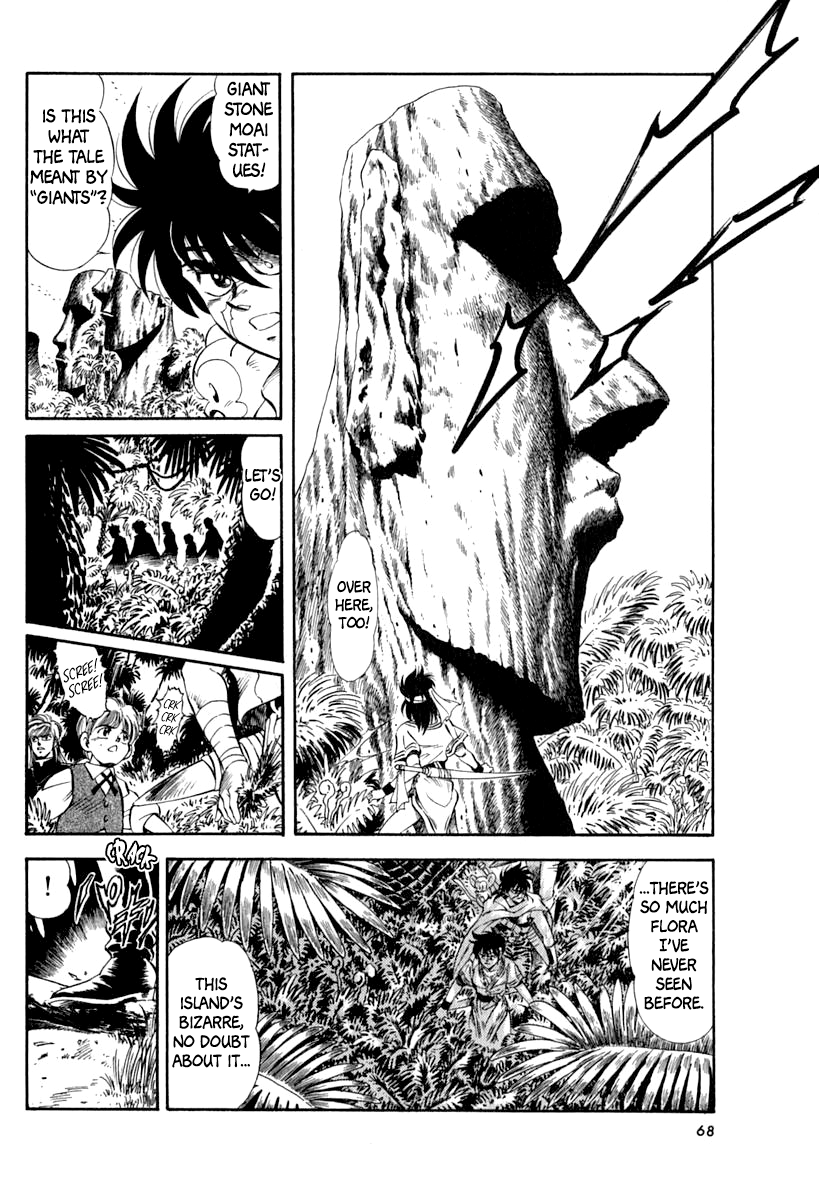 OVER
HERE,
TOO!
GIANT
STONE
MOAI
STAT-
UES!
IS THIS
WHAT
THE TALE
MEANT BY
"GIANTS"?
LET'S
GO!
CRK
CRK
CRK
SCREE!
SCREE!
...THERE'S
SO MUCH
FLORA
I'VE
NEVER
SEEN
BEFORE.
THIS
ISLAND'S
BIZARRE,
NO DOUBT
ABOUT IT...
CRACK
!
68